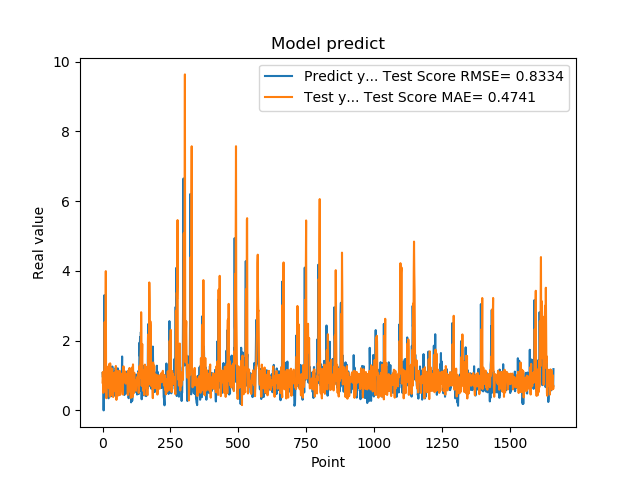 Model predict
Predict y... Test Score RMSE= 0.8334
Test y... Test Score MAE= 0.4741
10
8
6
4
2
0
Real value
0 250 500 750 1000 1250 1500
Point